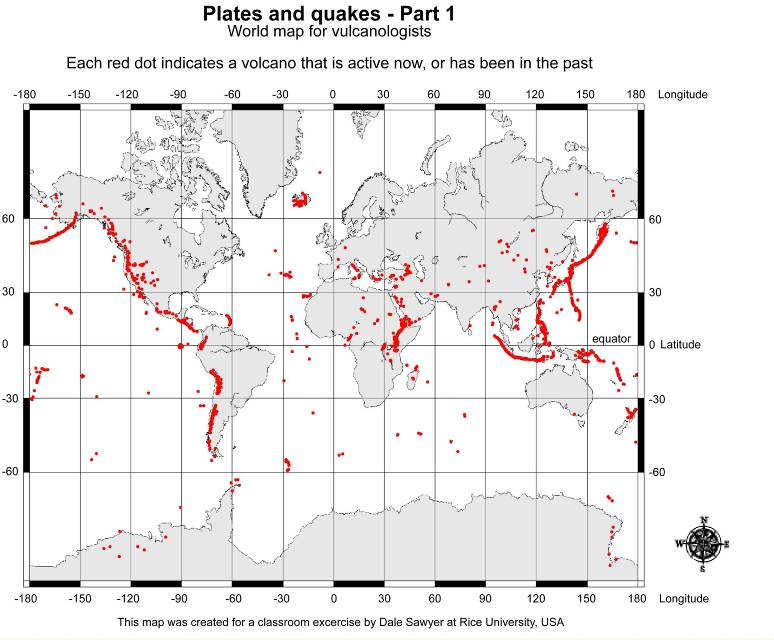 Plates and quakes - Part 1
World map for vulcanologists
Each red dot indicates a volcano that is active now, or has been in the past
-180 -150 -120 -90 -60 -30 0 30 60 90 120 150 180 Longitude
60 60
30 30
equator
0 0 Latitude
-30 -30
-60 -60
N
W E
S
-180 -150 -120 -90 -60 -30 0 30 60 90 120 150 180 Longitude
This map was created for a classroom excercise by Dale Sawyer at Rice University, USA